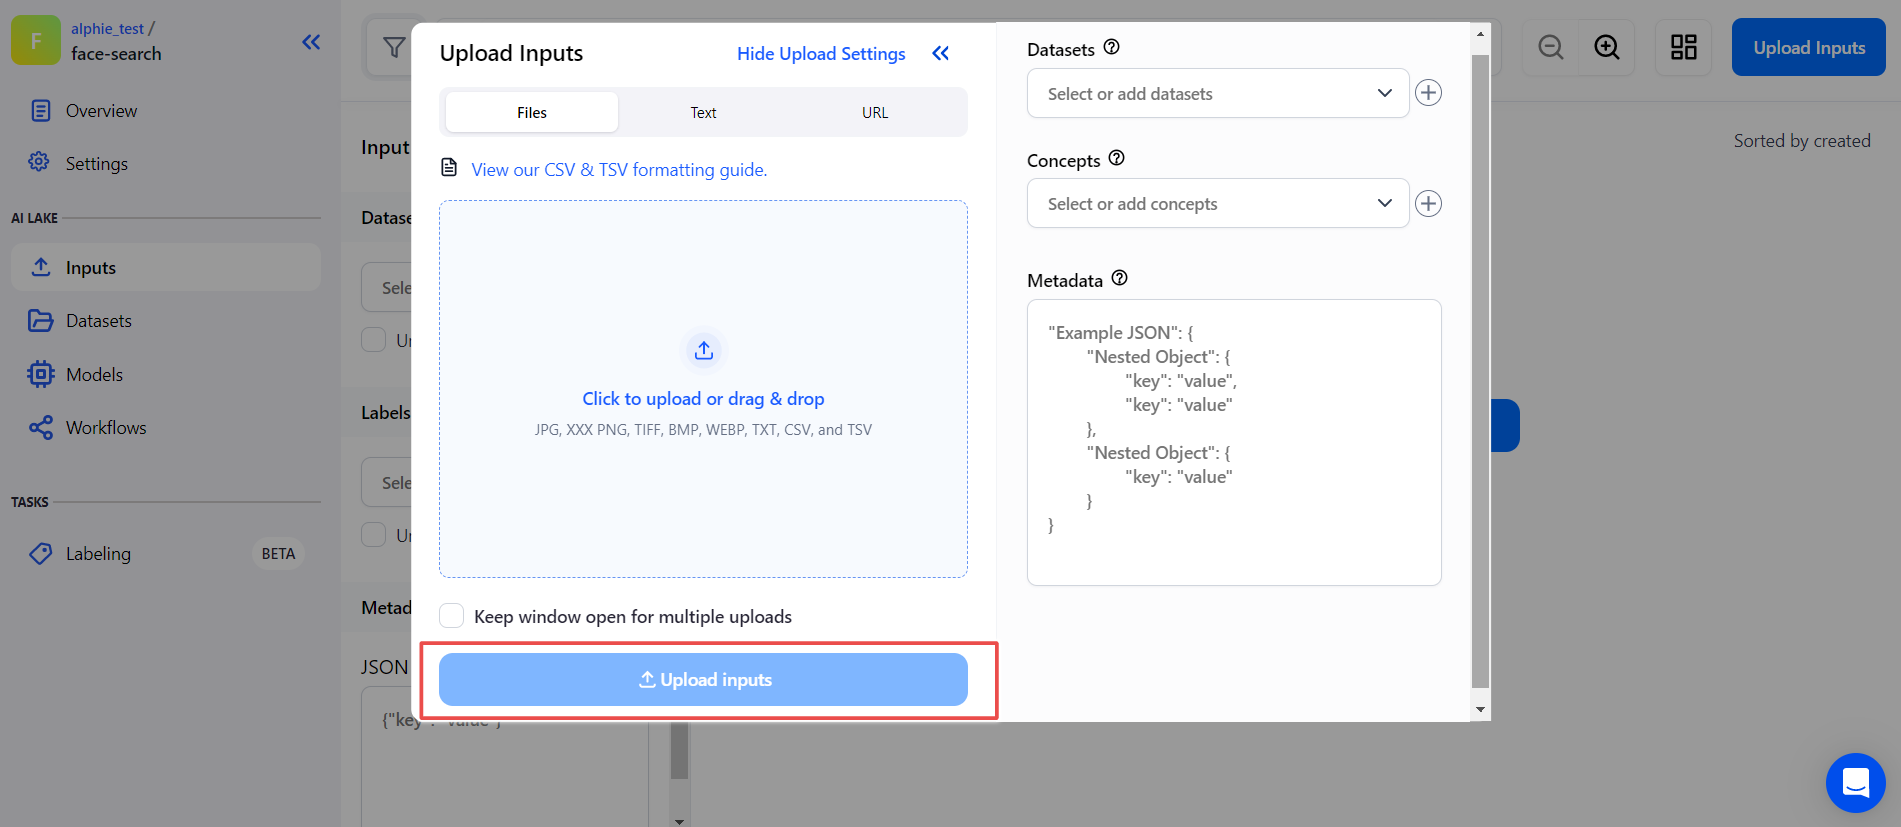 F
alphie_test /
face-search
Overview
Settings
AI LAKE
Inputs
Datasets
Models
Workflows
TASKS
Labeling
BETA
Input
Datase
Sele
Un
Labels
Sele
Un
Metad
JSON
{"key": "value"}
Upload Inputs
Hide Upload Settings
Files
Text
URL
View our CSV & TSV formatting guide.
Click to upload or drag & drop
JPG, XXX PNG, TIFF, BMP, WEBP, TXT, CSV, and TSV
Keep window open for multiple uploads
Upload inputs
Datasets
Select or add datasets
Concepts
Select or add concepts
Metadata
"Example JSON": {
"Nested Object": {
"key": "value",
"key": "value"
},
"Nested Object": {
"key": "value"
}
}
Upload Inputs
Sorted by created